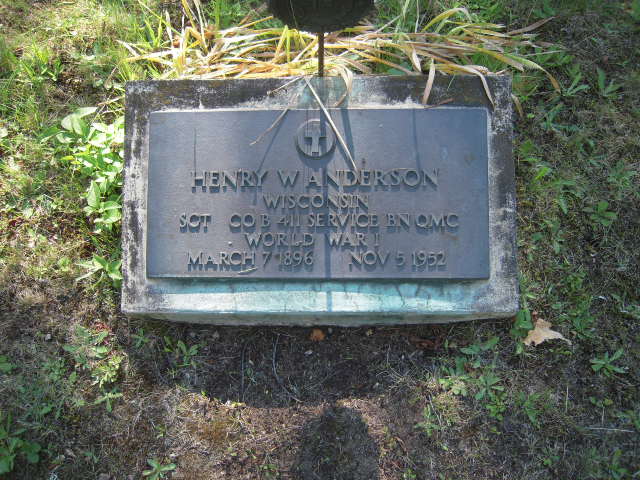 HENRY W ANDERSON
WISCONSIN
SGT CO B 411 SERVICE BN QMC
WORLD WAR I
MARCH 7 1896 NOV 5 1952